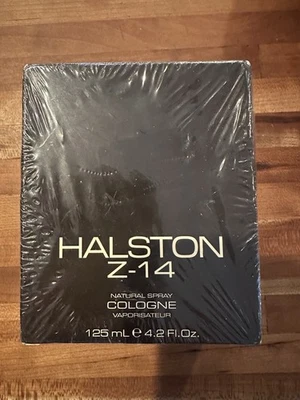 HALSTON
Z-14
NATURAL SPRAY
COLOGNE
VAPORISATEUR
125 mL ℮ 4.2 Fl.Oz.